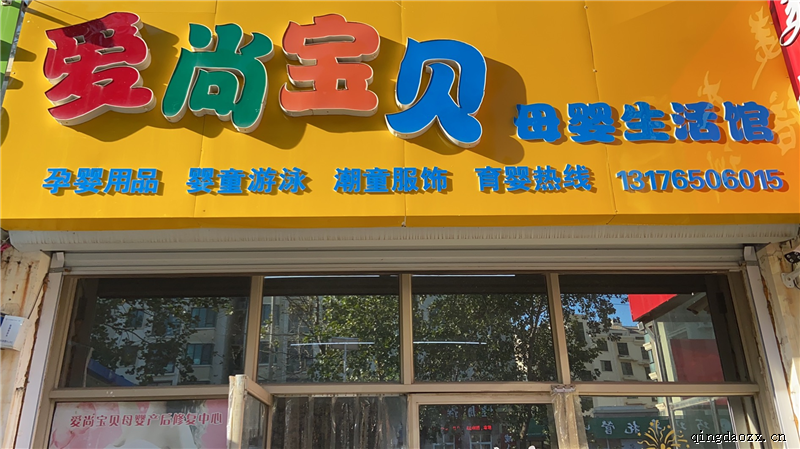 爱尚宝贝
母婴生活馆
孕婴用品 婴童游泳 潮童服饰 育婴热线 13176506015
爱尚宝贝母婴产后修复中心
托管
qingdaozx.cn